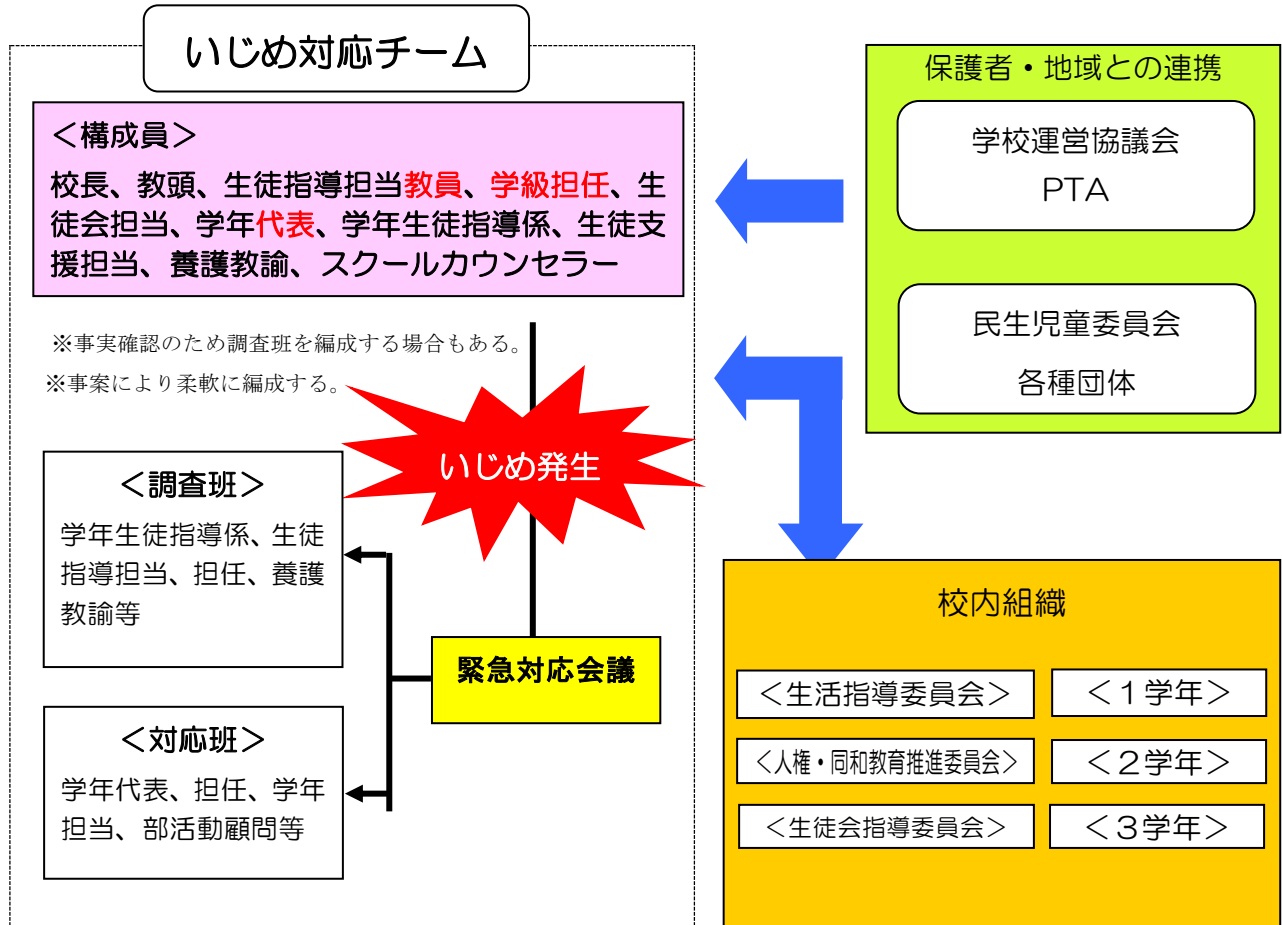 いじめ対応チーム
＜構成員＞
校長、教頭、生徒指導担当教員、学級担任、生
徒会担当、学年代表、学年生徒指導係、生徒支
援担当、養護教諭、スクールカウンセラー
※事実確認のため調査班を編成する場合もある。
※事案により柔軟に編成する。
いじめ発生
＜調査班＞
学年生徒指導係、生徒
指導担当、担任、養護
教諭等
緊急対応会議
＜対応班＞
学年代表、担任、学年
担当、部活動顧問等
保護者・地域との連携
学校運営協議会
PTA
民生児童委員会
各種団体
校内組織
＜生活指導委員会＞
＜１学年＞
＜人権・同和教育推進委員会＞
＜２学年＞
＜生徒会指導委員会＞
＜３学年＞